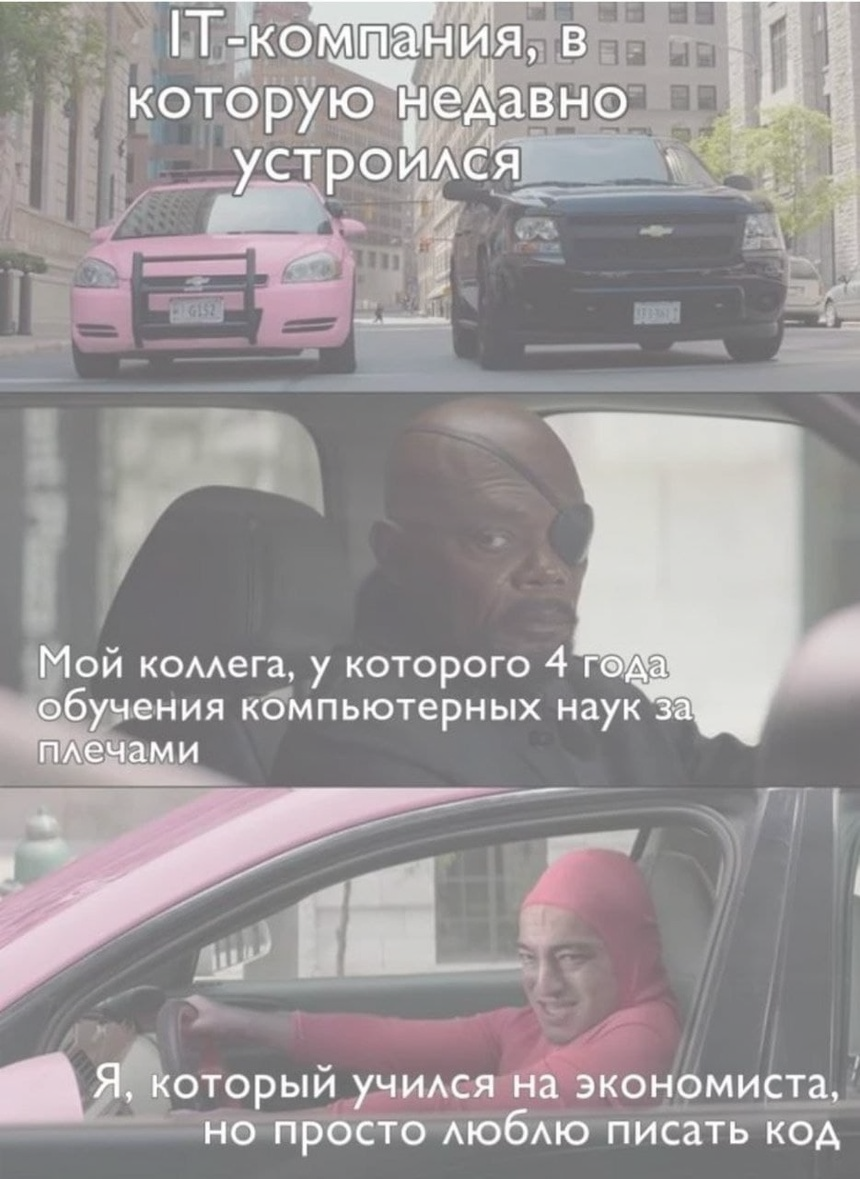 IT-компания, в
которую недавно
устроился
Мой коллега, у которого 4 года
обучения компьютерных наук за
плечами
Я, который учился на экономиста,
но просто люблю писать код